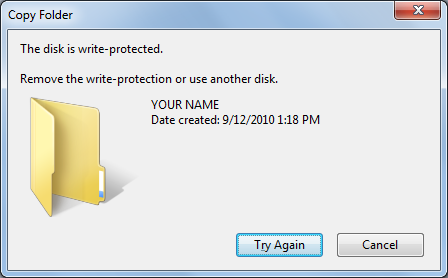 Copy Folder
The disk is write-protected.
Remove the write-protection or use another disk.
YOUR NAME
Date created: 9/12/2010 1:18 PM
Try Again
Cancel